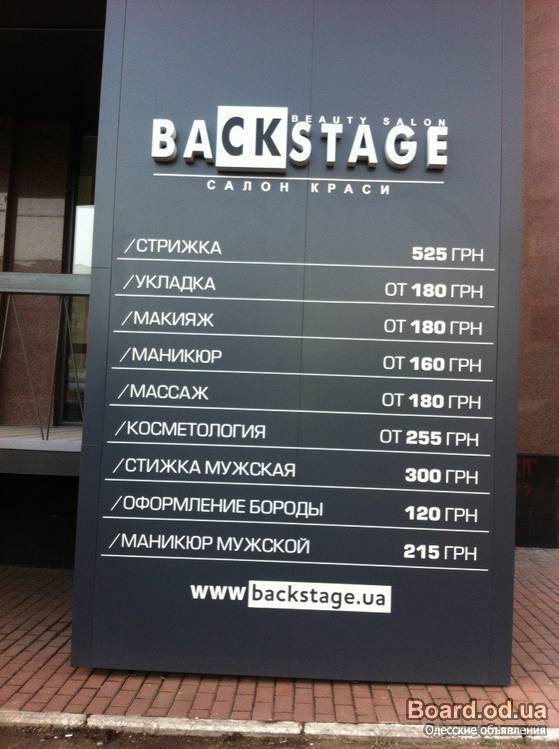 BEAUTY SALON
BACKSTAGE
САЛОН КРАСИ
/СТРИЖКА 525 ГРН
/УКЛАДКА ОТ 180 ГРН
/МАКИЯЖ ОТ 180 ГРН
/МАНИКЮР ОТ 160 ГРН
/МАССАЖ ОТ 180 ГРН
/КОСМЕТОЛОГИЯ ОТ 255 ГРН
/СТИЖКА МУЖСКАЯ 300 ГРН
/ОФОРМЛЕНИЕ БОРОДЫ 120 ГРН
/МАНИКЮР МУЖСКОЙ 215 ГРН
www.backstage.ua
Board.od.ua
Одесские объявления